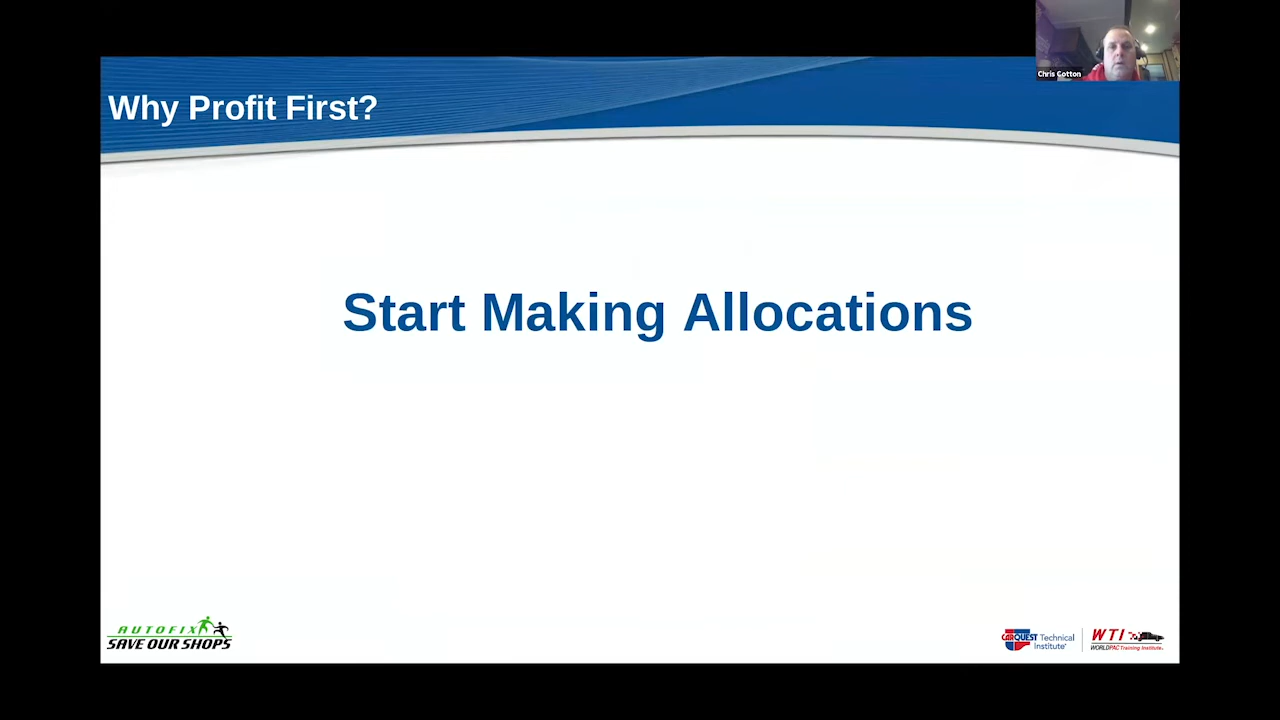 Chris Cotton
Why Profit First?
Start Making Allocations
AUTOFIX
SAVE OUR SHOPS
CARQUEST Technical Institute
WTI
WORLDPAC Training Institute